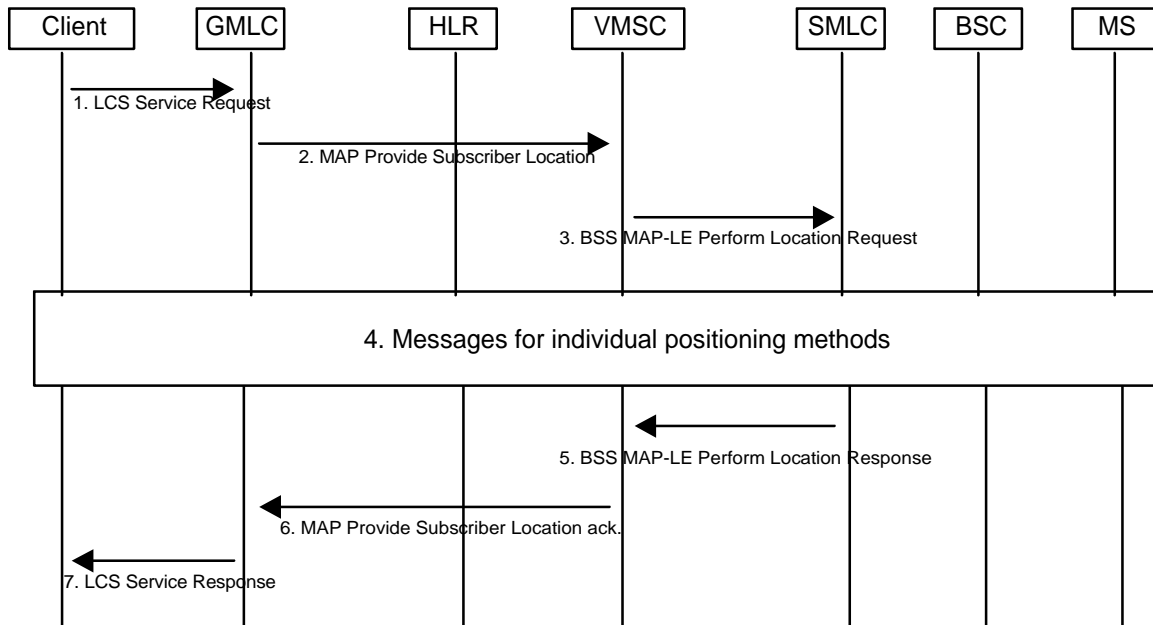 Client GMLC HLR VMSC SMLC BSC MS
1. LCS Service Request
2. MAP Provide Subscriber Location
3. BSS MAP-LE Perform Location Request
4. Messages for individual positioning methods
5. BSS MAP-LE Perform Location Response
6. MAP Provide Subscriber Location ack.
7. LCS Service Response